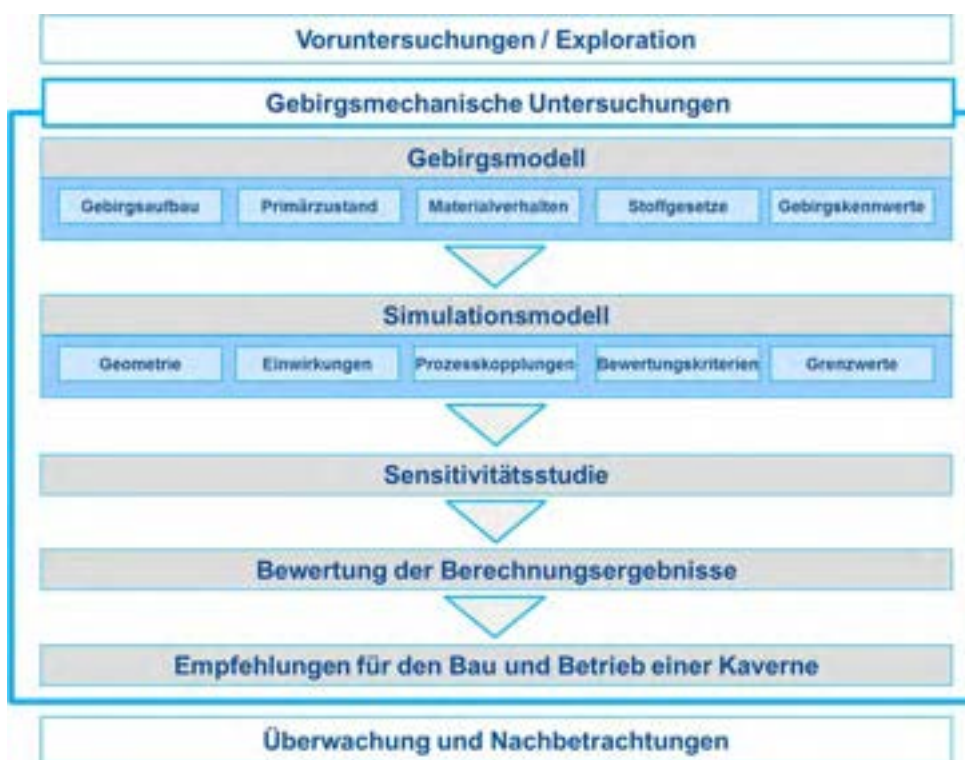 Voruntersuchungen / Exploration
Gebirgsmechanische Untersuchungen
Gebirgsmodell
Gebirgsaufbau Primärzustand Materialverhalten Stoffgesetze Gebirgskennwerte
Simulationsmodell
Geometrie Einwirkungen Prozesskopplungen Bewertungskriterien Grenzwerte
Sensitivitätsstudie
Bewertung der Berechnungsergebnisse
Empfehlungen für den Bau und Betrieb einer Kaverne
Überwachung und Nachbetrachtungen